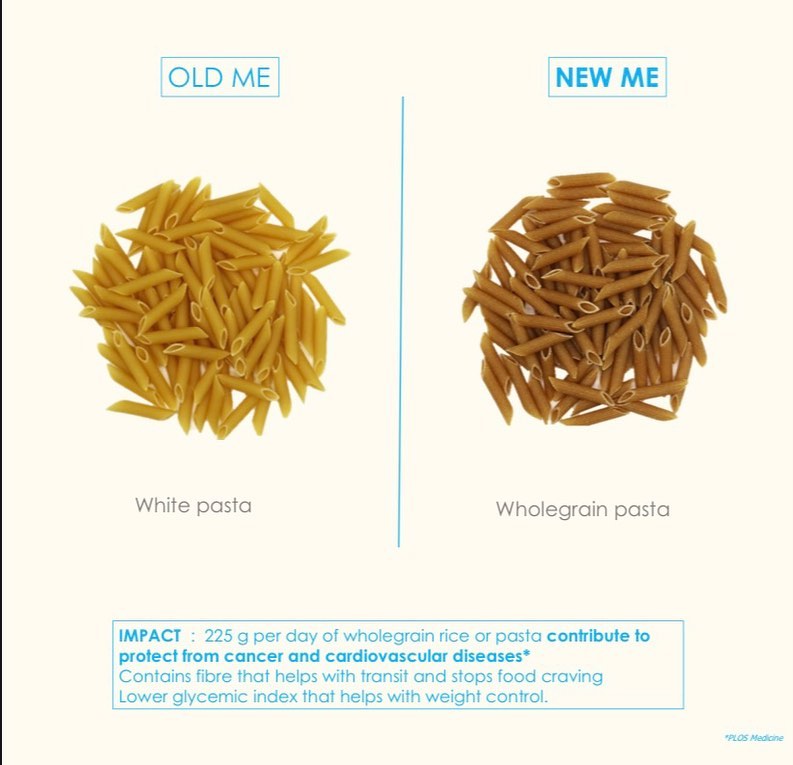 OLD ME
NEW ME
White pasta
Wholegrain pasta
IMPACT : 225 g per day of wholegrain rice or pasta contribute to
protect from cancer and cardiovascular diseases*
Contains fibre that helps with transit and stops food craving
Lower glycemic index that helps with weight control.
*PLOS Medicine